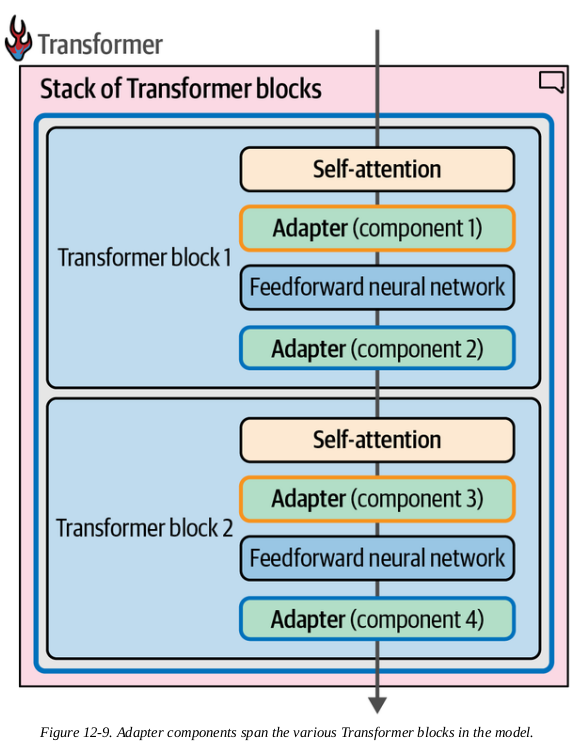 Transformer
Stack of Transformer blocks
Transformer block 1
Self-attention
Adapter (component 1)
Feedforward neural network
Adapter (component 2)
Transformer block 2
Self-attention
Adapter (component 3)
Feedforward neural network
Adapter (component 4)
Figure 12-9. Adapter components span the various Transformer blocks in the model.